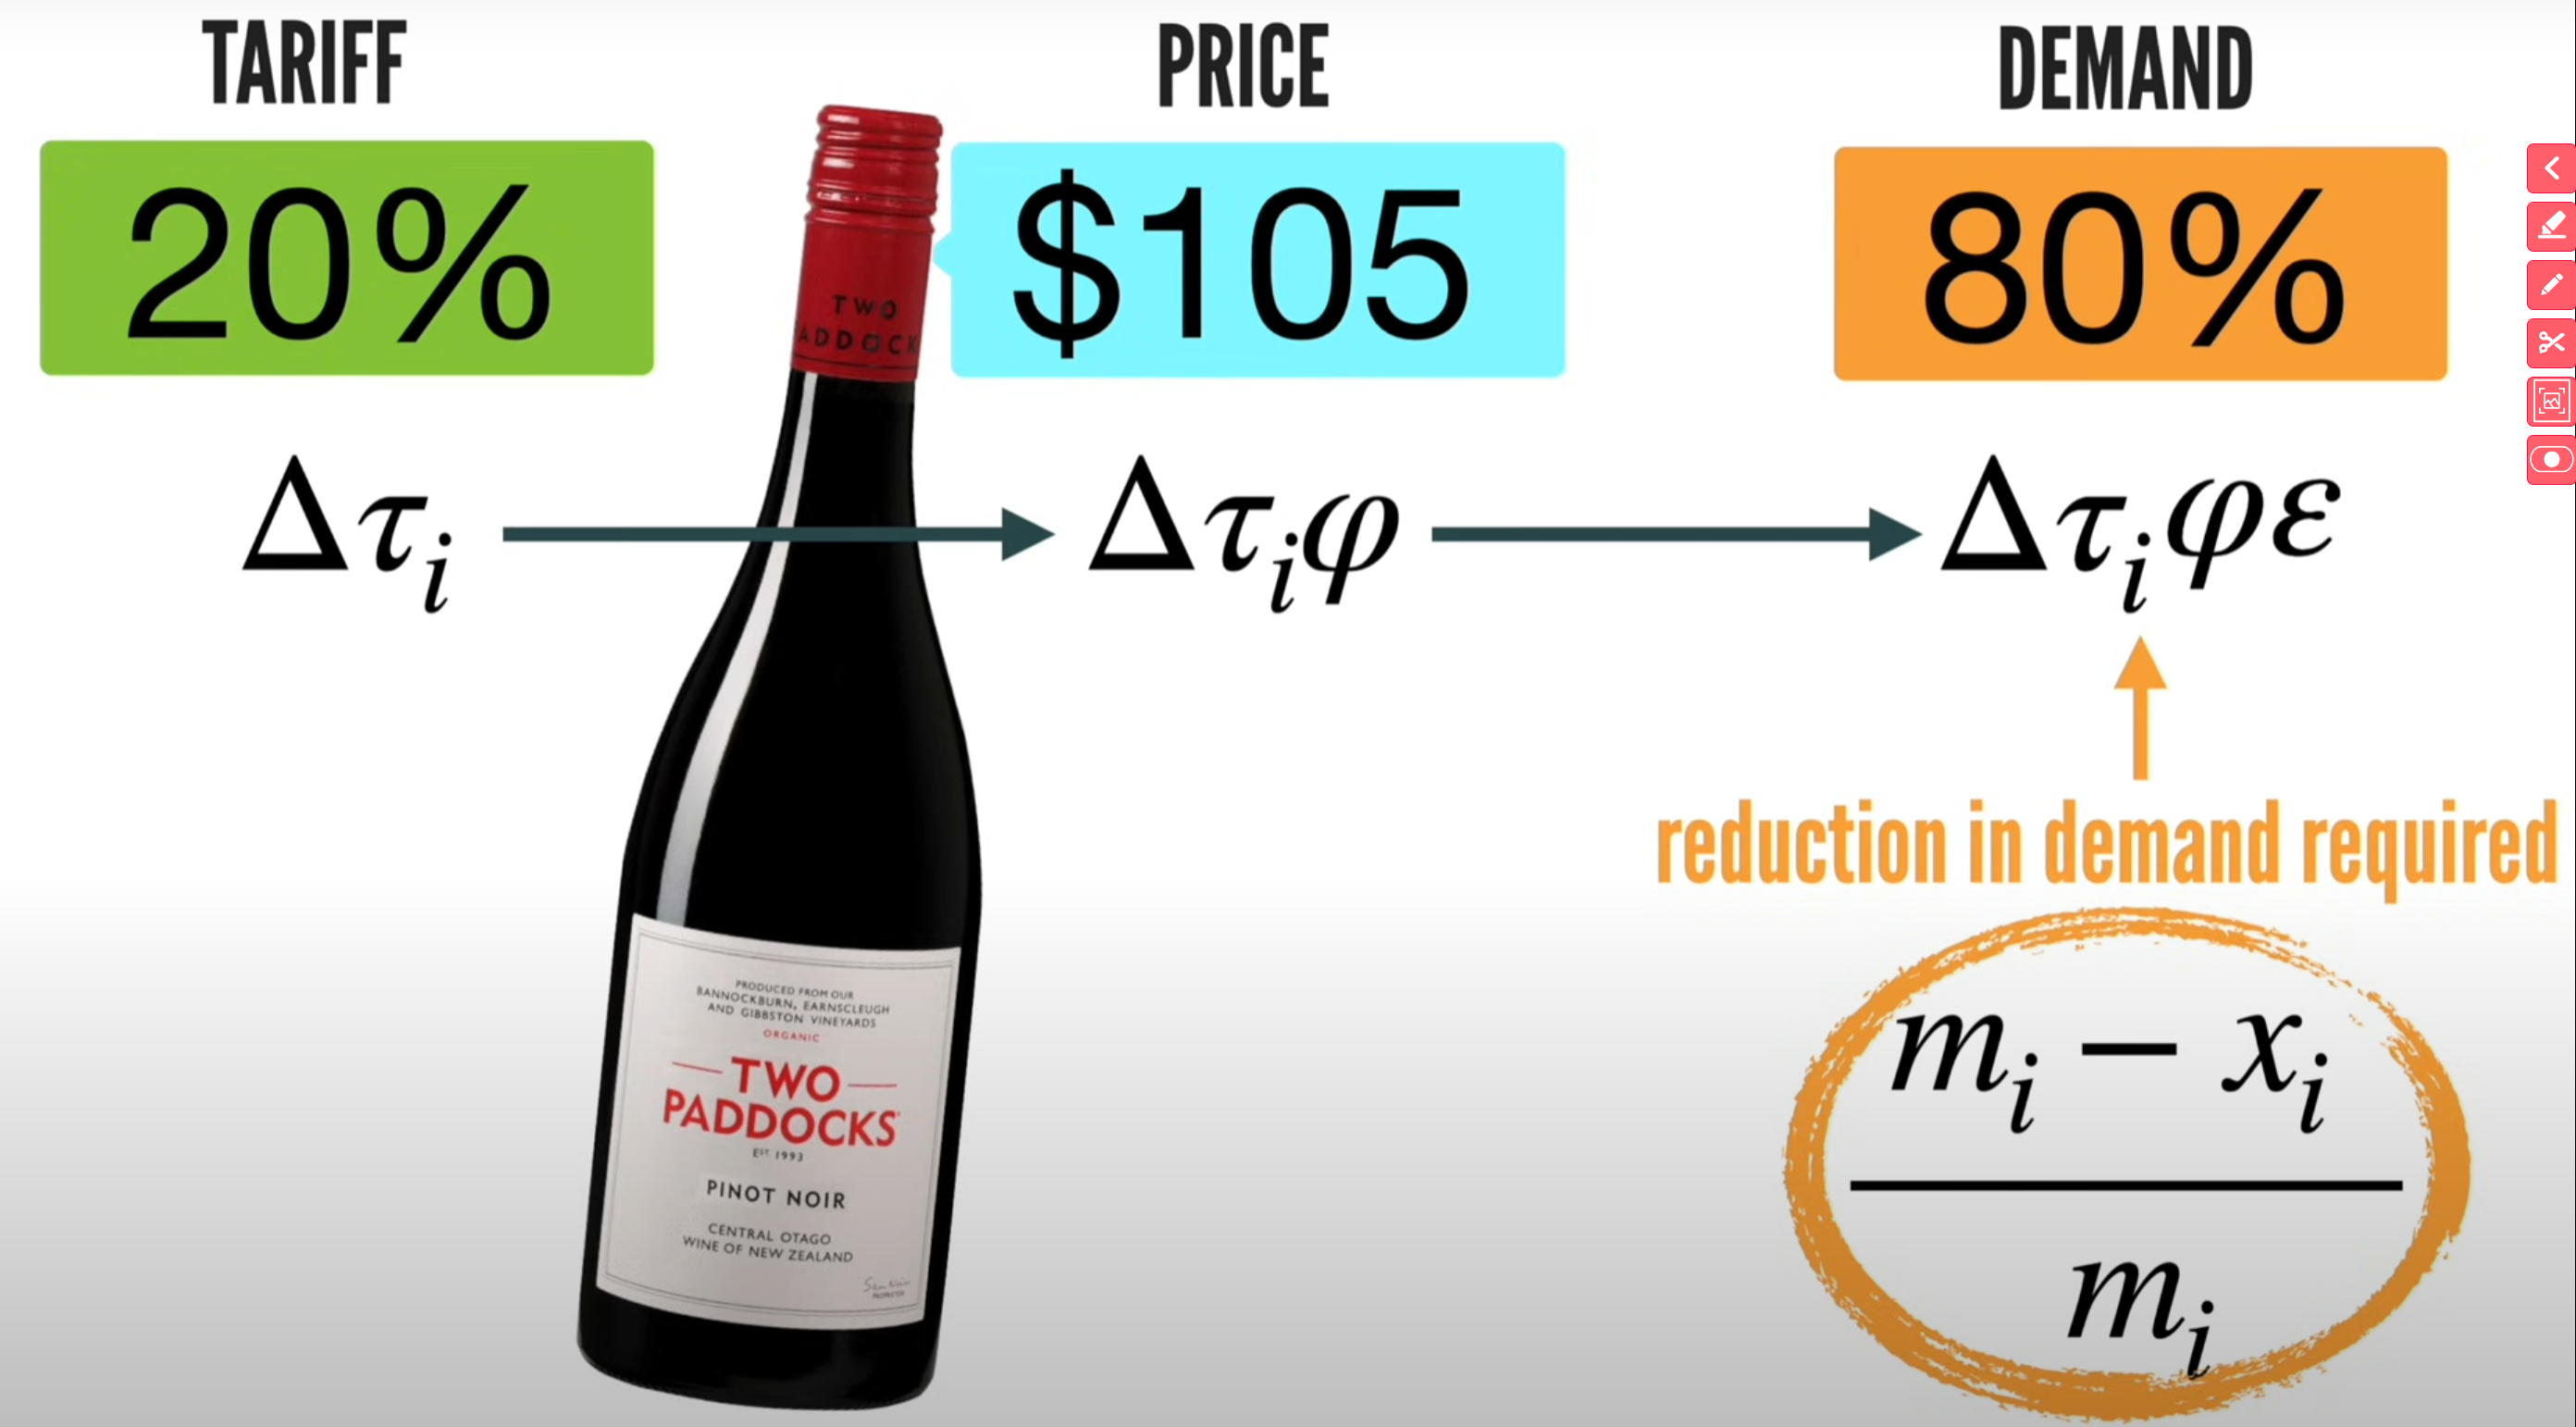 TARIFF
PRICE
DEMAND
20%
$105
80%
Δτᵢ
Δτᵢφ
Δτᵢφε
reduction in demand required
mᵢ − xᵢ
mᵢ
TWO
ADDOCK
PRODUCED FROM OUR
BANNOCKBURN, EARNSCLEUGH
AND GIBBSTON VINEYARDS
ORGANIC
TWO
PADDOCKS
EST. 1993
PINOT NOIR
CENTRAL OTAGO
WINE OF NEW ZEALAND
PROPRIETOR